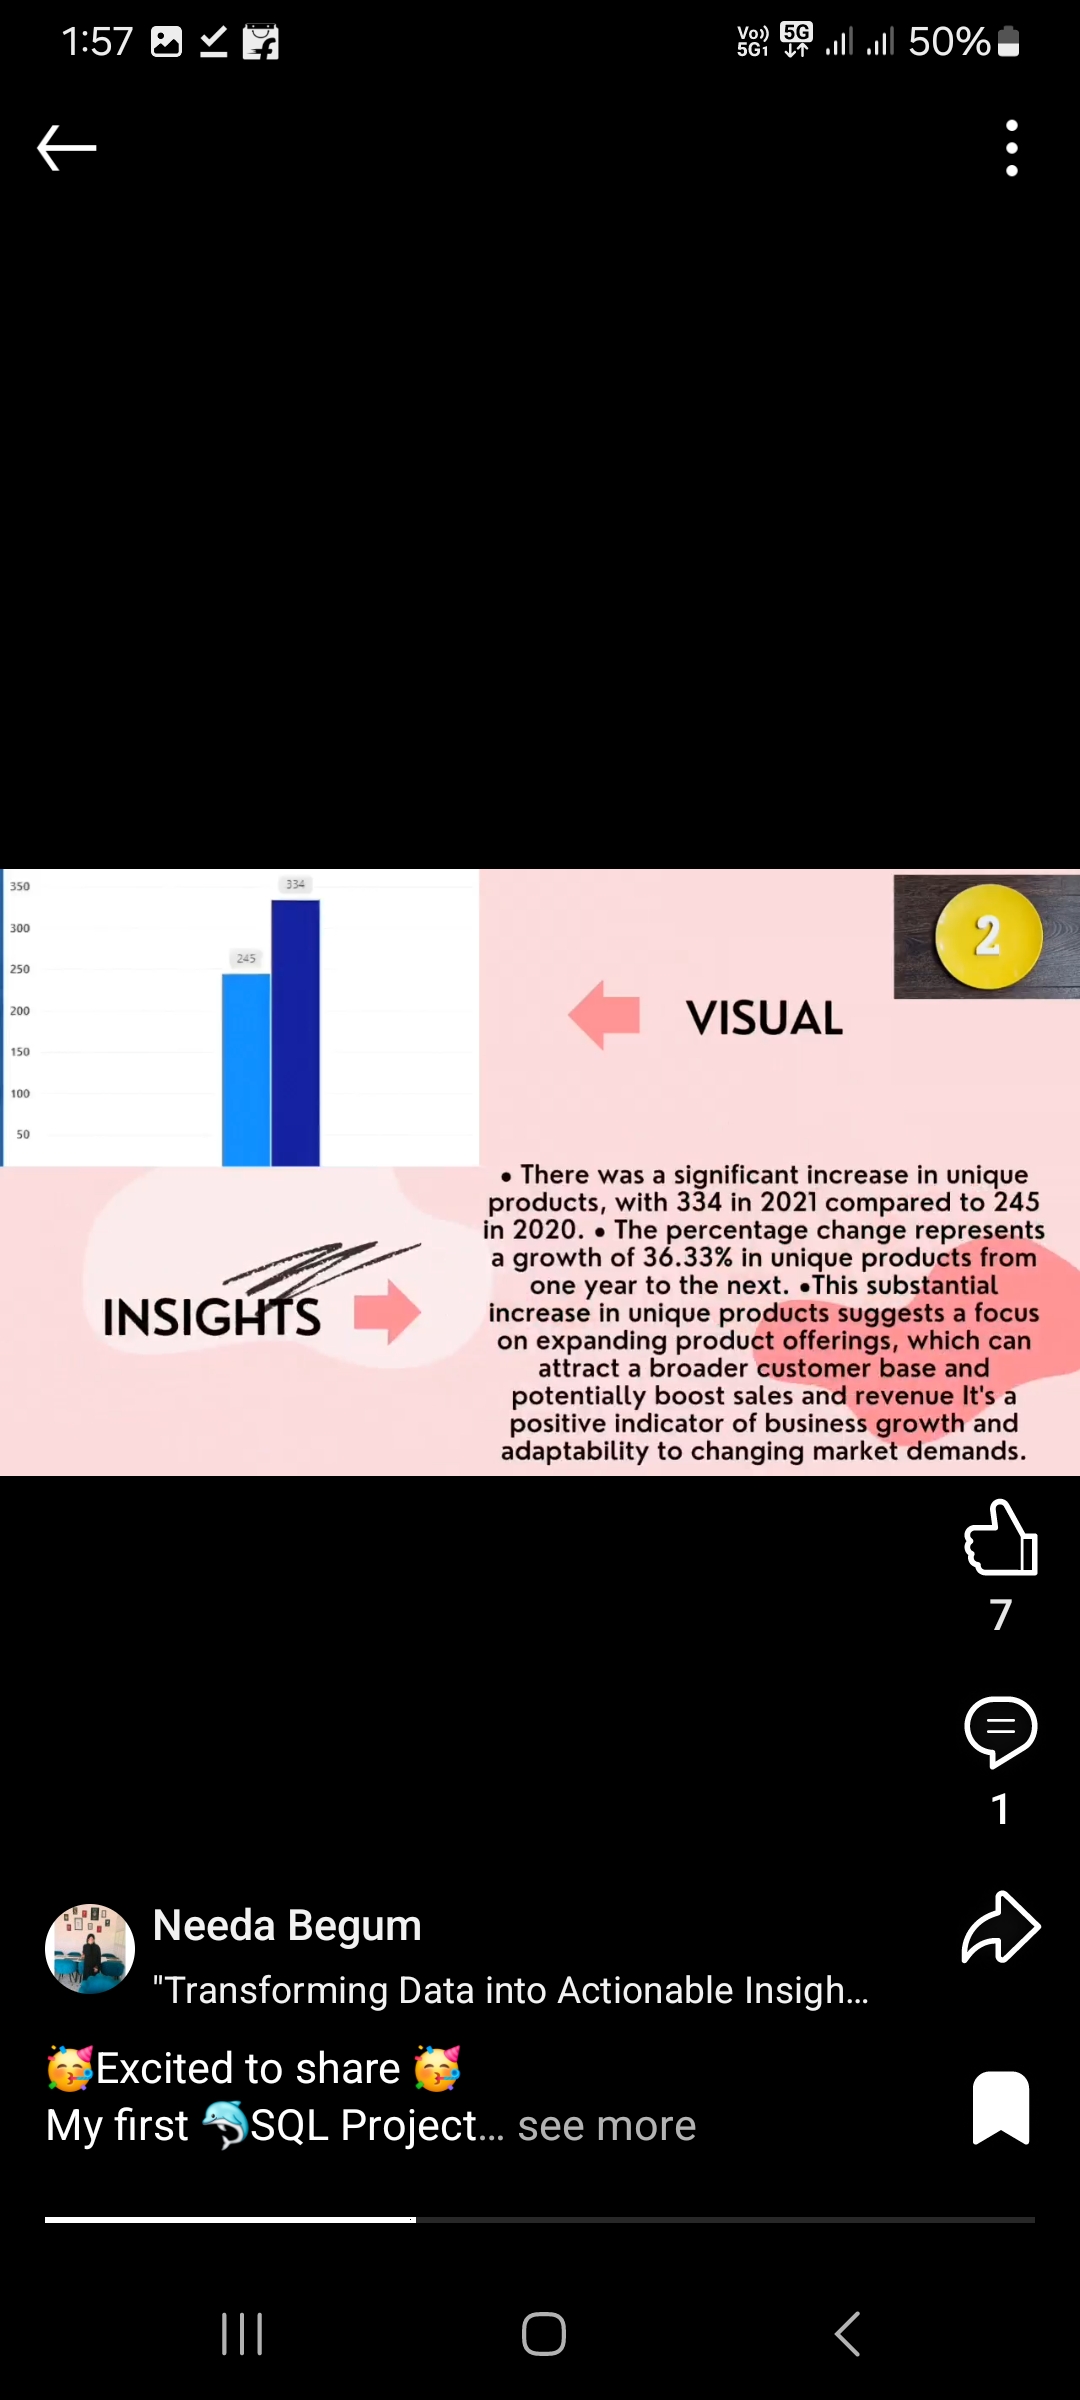 1:57
Vo))
5G1
5G
50%
350
300
250
200
150
100
50
334
245
2
VISUAL
INSIGHTS
• There was a significant increase in unique
products, with 334 in 2021 compared to 245
in 2020. • The percentage change represents
a growth of 36.33% in unique products from
one year to the next. •This substantial
increase in unique products suggests a focus
on expanding product offerings, which can
attract a broader customer base and
potentially boost sales and revenue It's a
positive indicator of business growth and
adaptability to changing market demands.
7
1
Needa Begum
"Transforming Data into Actionable Insigh...
🥳Excited to share 🥳
My first 🐬SQL Project... see more